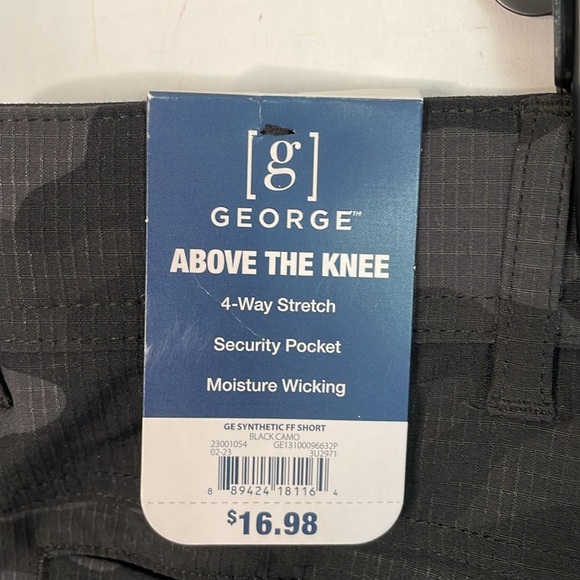 [g]
GEORGE™
ABOVE THE KNEE
4-Way Stretch
Security Pocket
Moisture Wicking
GE SYNTHETIC FF SHORT
BLACK CAMO
23001054 GE13100096632P
02-23 3U2971
8 89424 18116 4
$16.98